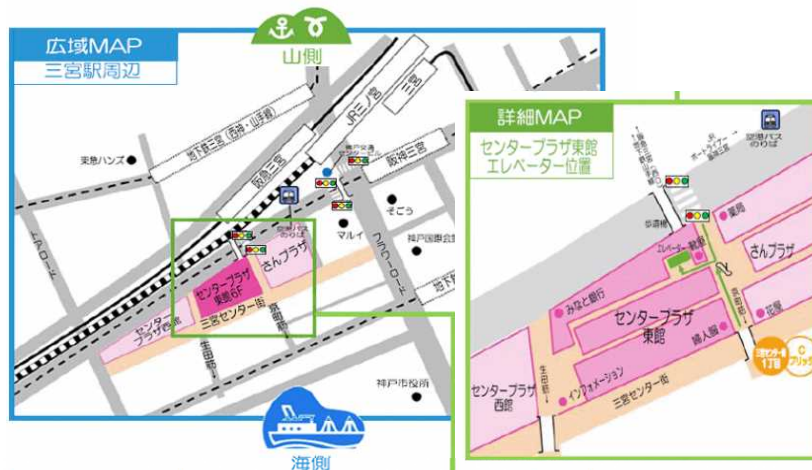 広域MAP
三宮駅周辺
山側
JR三ノ宮
三宮
地下鉄三宮（西神・山手線）
阪急三宮
阪神三宮
東急ハンズ
そごう
マルイ
神戸国際会
フラワーロード
トアロード
さんプラザ
センタープラザ
東館6F
三宮センター街
センター
プラザ西館
京町筋
生田筋
神戸市役所
海側
詳細MAP
センタープラザ東館
エレベーター位置
空港バス
のりば
ポートライナー
歩道橋
薬局
エレベーター
さんプラザ
みなと銀行
センタープラザ
東館
花屋
婦人服
生田筋
インフォメーション
センタープラザ
西館
三宮センター街
三宮センター街
1丁目
C